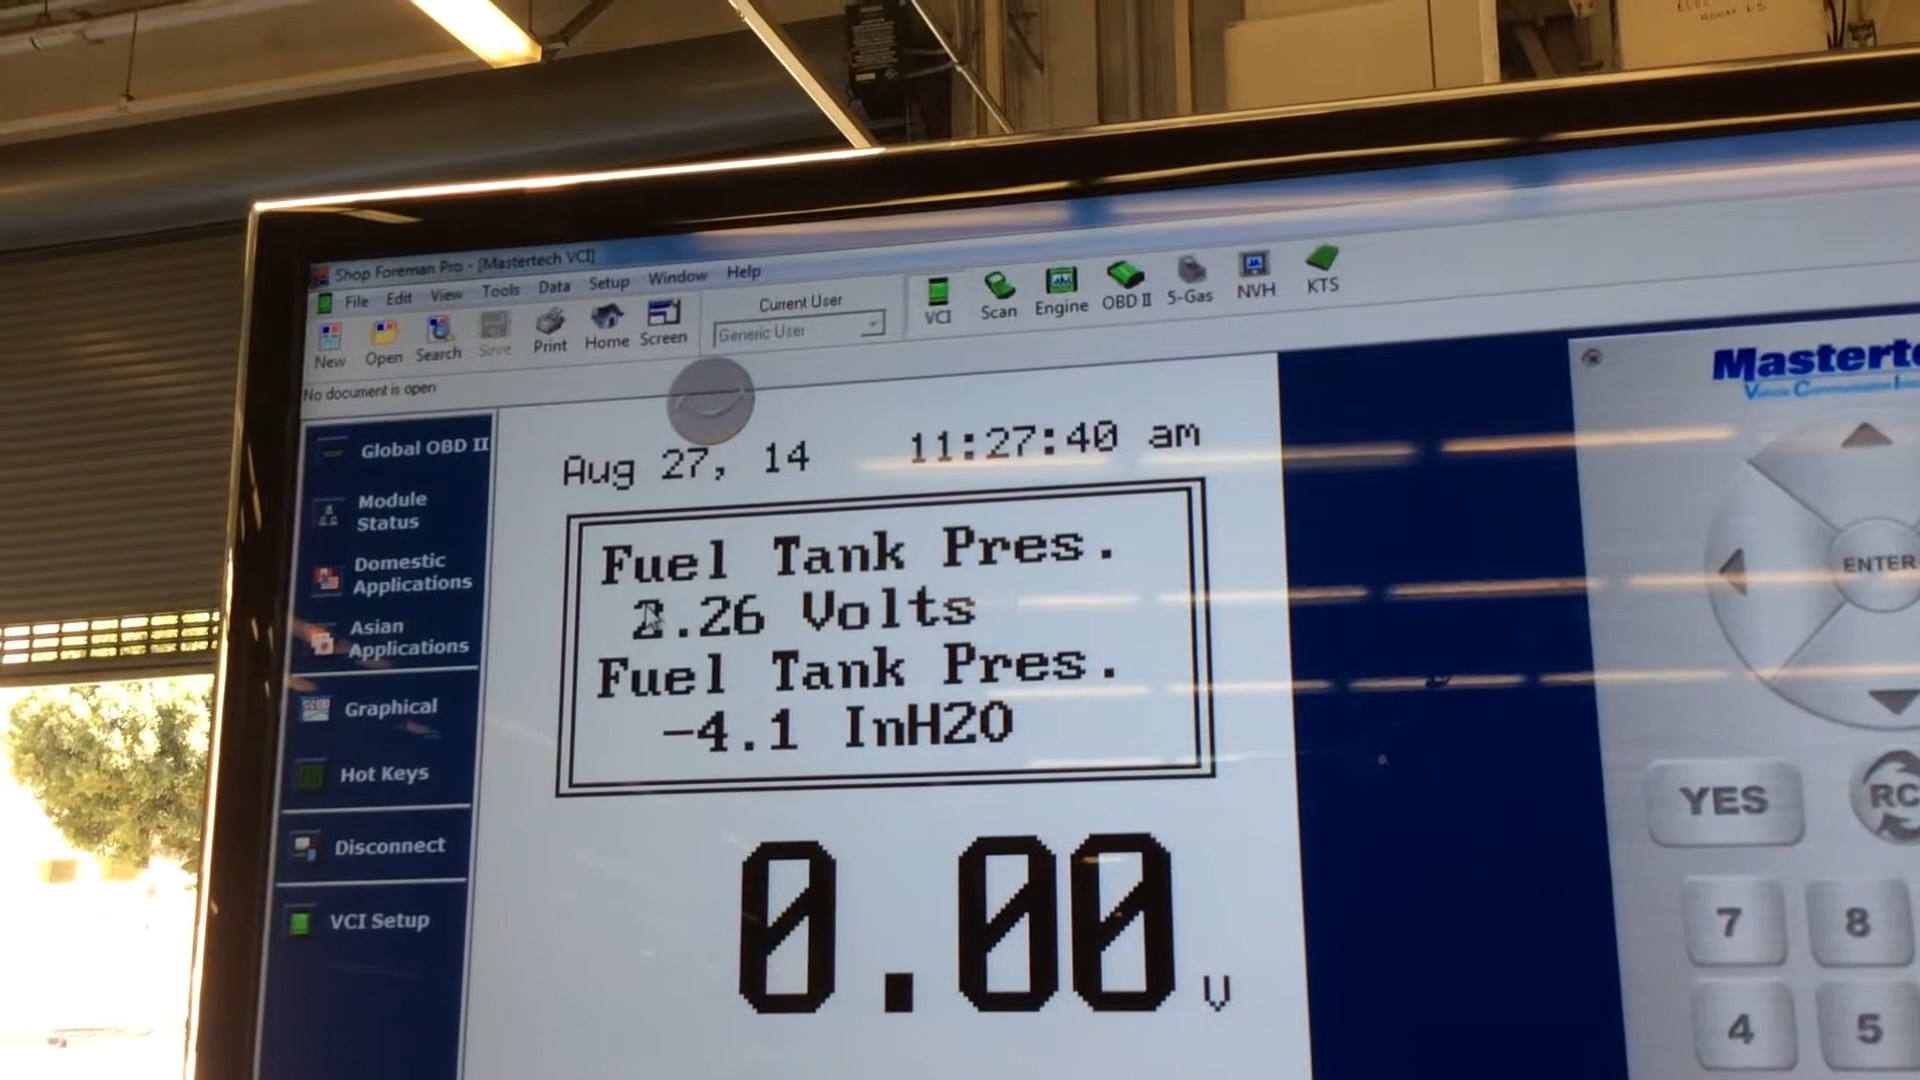 ROOM
Shop Foreman Pro - [Mastertech VCI]
File Edit View Tools Data Setup Window Help
New Open Search Save Print Home Screen
Current User
Generic User
VCI Scan Engine OBD II 5-Gas NVH KTS
No document is open
Global OBD II
Module
Status
Domestic
Applications
Asian
Applications
Graphical
Hot Keys
Disconnect
VCI Setup
Aug 27, 14 11:27:40 am
Fuel Tank Pres.
2.26 Volts
Fuel Tank Pres.
-4.1 InH2O
0.00 V
Masterte
ENTER
YES
RC
7 8
4 5